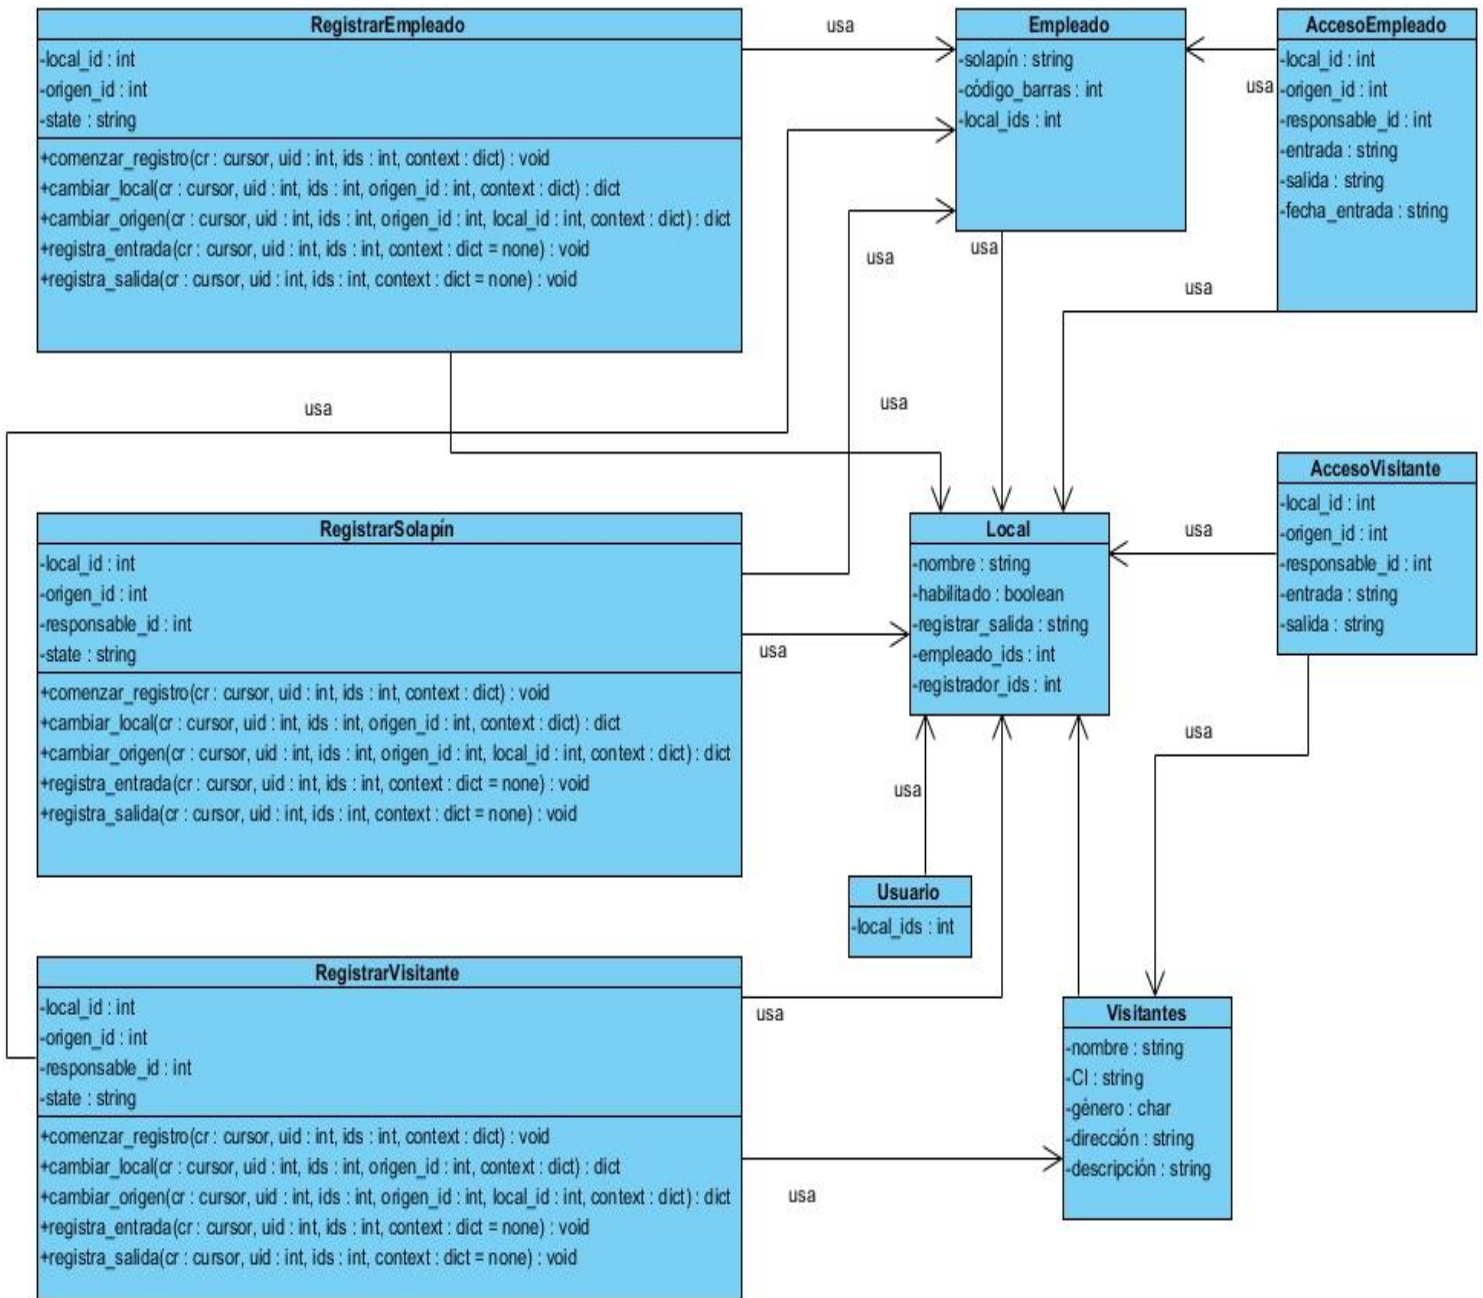 RegistrarEmpleado
-local_id : int
-origen_id : int
-state : string
+comenzar_registro(cr : cursor, uid : int, ids : int, context : dict) : void
+cambiar_local(cr : cursor, uid : int, ids : int, origen_id : int, context : dict) : dict
+cambiar_origen(cr : cursor, uid : int, ids : int, origen_id : int, local_id : int, context : dict) : dict
+registra_entrada(cr : cursor, uid : int, ids : int, context : dict = none) : void
+registra_salida(cr : cursor, uid : int, ids : int, context : dict = none) : void
usa
Empleado
-solapín : string
-código_barras : int
-local_ids : int
AccesoEmpleado
-local_id : int
-origen_id : int
-responsable_id : int
-entrada : string
-salida : string
-fecha_entrada : string
usa
usa
usa
usa
usa
usa
RegistrarSolapín
-local_id : int
-origen_id : int
-responsable_id : int
-state : string
+comenzar_registro(cr : cursor, uid : int, ids : int, context : dict) : void
+cambiar_local(cr : cursor, uid : int, ids : int, origen_id : int, context : dict) : dict
+cambiar_origen(cr : cursor, uid : int, ids : int, origen_id : int, local_id : int, context : dict) : dict
+registra_entrada(cr : cursor, uid : int, ids : int, context : dict = none) : void
+registra_salida(cr : cursor, uid : int, ids : int, context : dict = none) : void
usa
Local
-nombre : string
-habilitado : boolean
-registrar_salida : string
-empleado_ids : int
-registrador_ids : int
usa
AccesoVisitante
-local_id : int
-origen_id : int
-responsable_id : int
-entrada : string
-salida : string
usa
usa
Usuario
-local_ids : int
RegistrarVisitante
-local_id : int
-origen_id : int
-responsable_id : int
-state : string
+comenzar_registro(cr : cursor, uid : int, ids : int, context : dict) : void
+cambiar_local(cr : cursor, uid : int, ids : int, origen_id : int, context : dict) : dict
+cambiar_origen(cr : cursor, uid : int, ids : int, origen_id : int, local_id : int, context : dict) : dict
+registra_entrada(cr : cursor, uid : int, ids : int, context : dict = none) : void
+registra_salida(cr : cursor, uid : int, ids : int, context : dict = none) : void
usa
usa
Visitantes
-nombre : string
-CI : string
-género : char
-dirección : string
-descripción : string